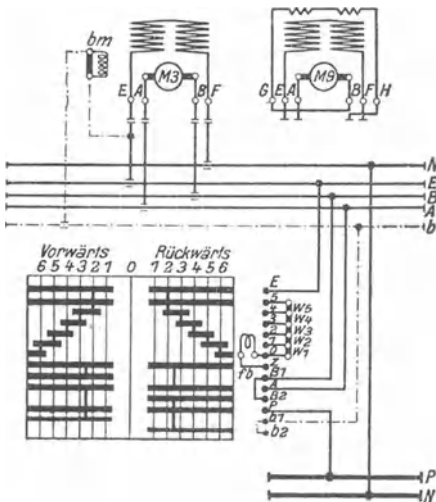 bm
E A M3 B F
G E A M9 B F H
N
E
B
A
b
Vorwärts Rückwärts
6 5 4 3 2 1 0 1 2 3 4 5 6
E
5
W5
4
W4
3
W3
2
W2
1
W1
0
fb
Z
B1
A
B2
P
b1
b2
P
N